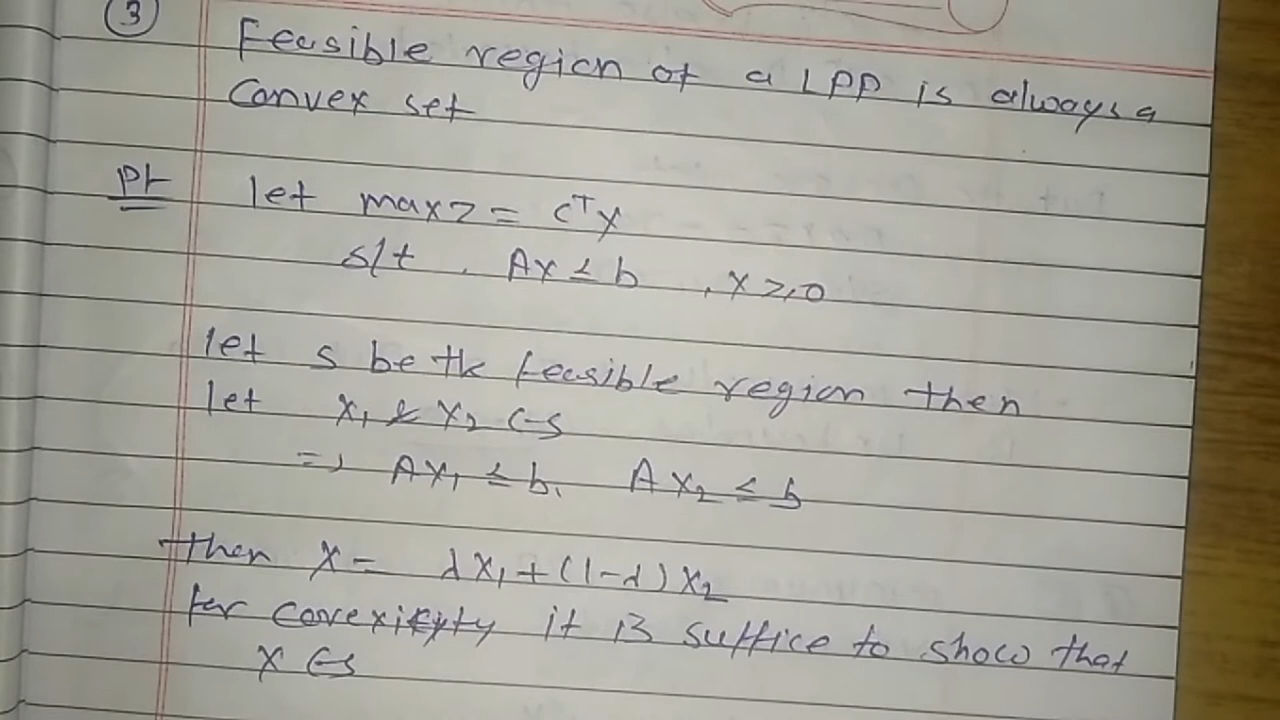 3
Feasible region of a LPP is always a
convex set
Pf let max z = cᵀx
s/t . Ax ≤ b , x ≥, 0
let s be the feasible region then
let x₁ & x₂ ∈ s
=> Ax₁ ≤ b. Ax₂ ≤ b
then x = λx₁ + (1-λ)x₂
for it is suffice to show that
x ∈ s